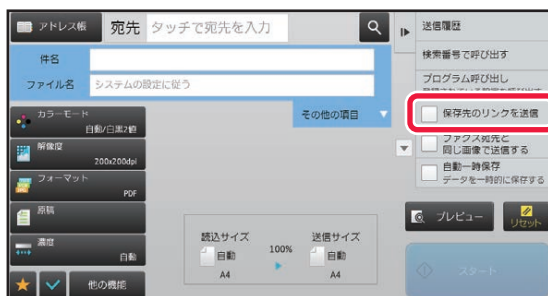 アドレス帳
宛先
タッチで宛先を入力
件名
ファイル名
システムの設定に従う
カラーモード
自動/白黒2値
その他の項目
解像度
200x200dpi
フォーマット
PDF
原稿
濃度
自動
他の機能
読込サイズ
自動
A4
100%
送信サイズ
自動
A4
送信履歴
検索番号で呼び出す
プログラム呼び出し
保存先のリンクを送信
ファクス宛先と
同じ画像で送信する
自動一時保存
データを一時的に保存する
プレビュー
リセット
スタート